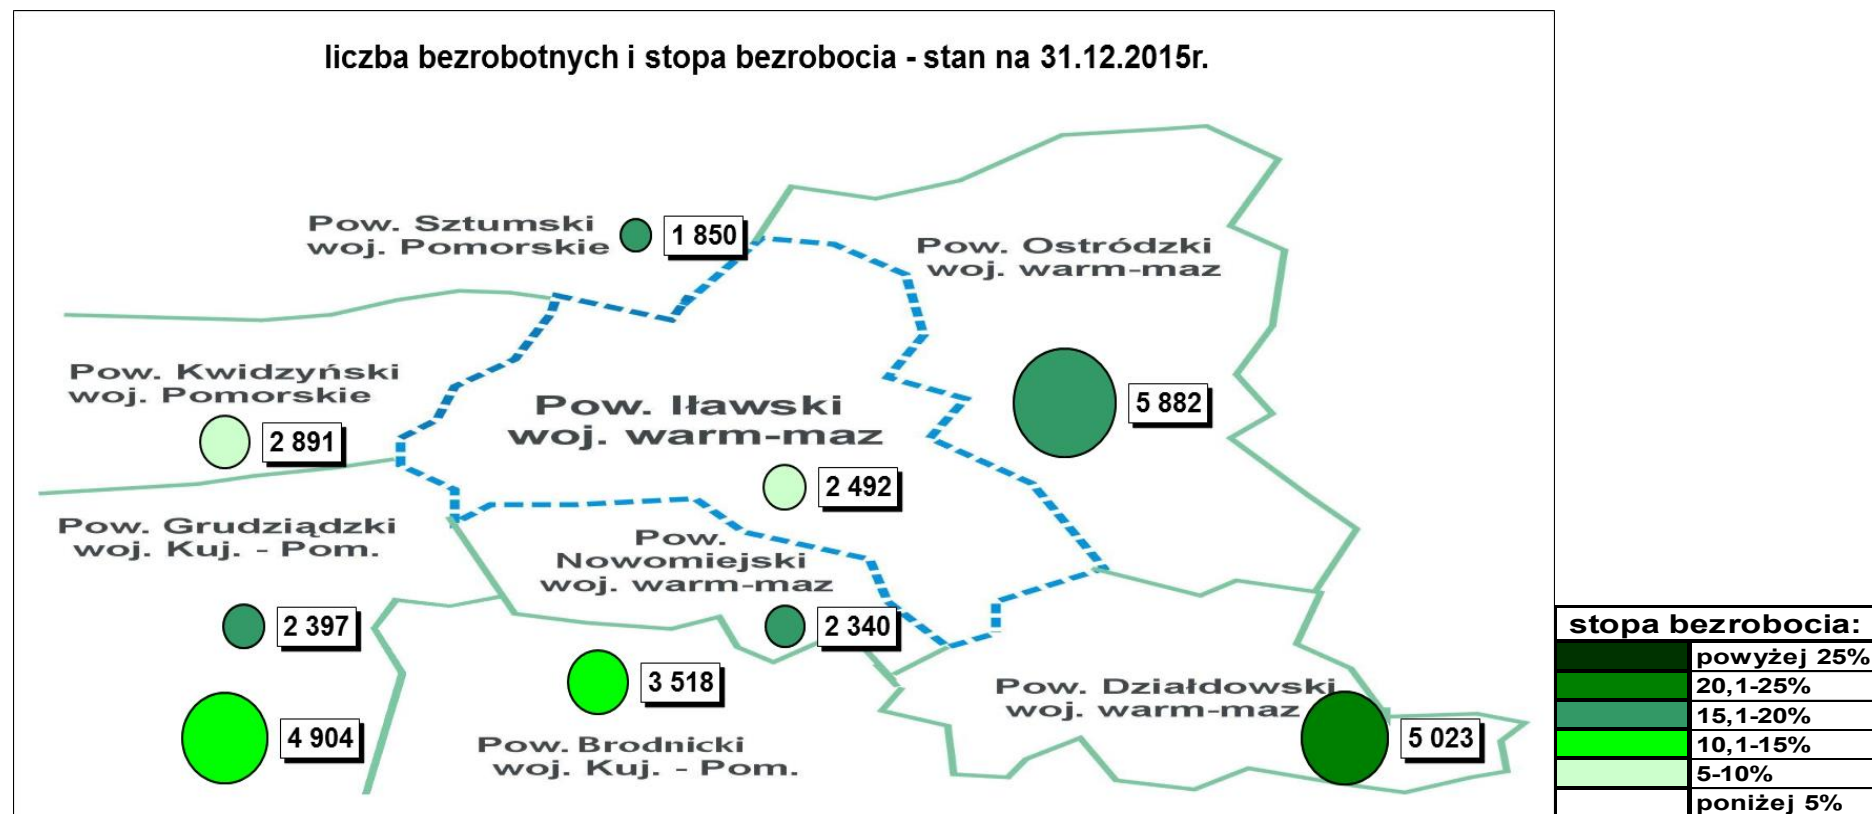 liczba bezrobotnych i stopa bezrobocia - stan na 31.12.2015r.
Pow. Sztumski
woj. Pomorskie
1 850
Pow. Ostródzki
woj. warm-maz
5 882
Pow. Kwidzyński
woj. Pomorskie
2 891
Pow. Iławski
woj. warm-maz
2 492
Pow. Grudziądzki
woj. Kuj. - Pom.
2 397
4 904
Pow.
Nowomiejski
woj. warm-maz
2 340
3 518
Pow. Brodnicki
woj. Kuj. - Pom.
Pow. Działdowski
woj. warm-maz
5 023
stopa bezrobocia:
powyżej 25%
20,1-25%
15,1-20%
10,1-15%
5-10%
poniżej 5%